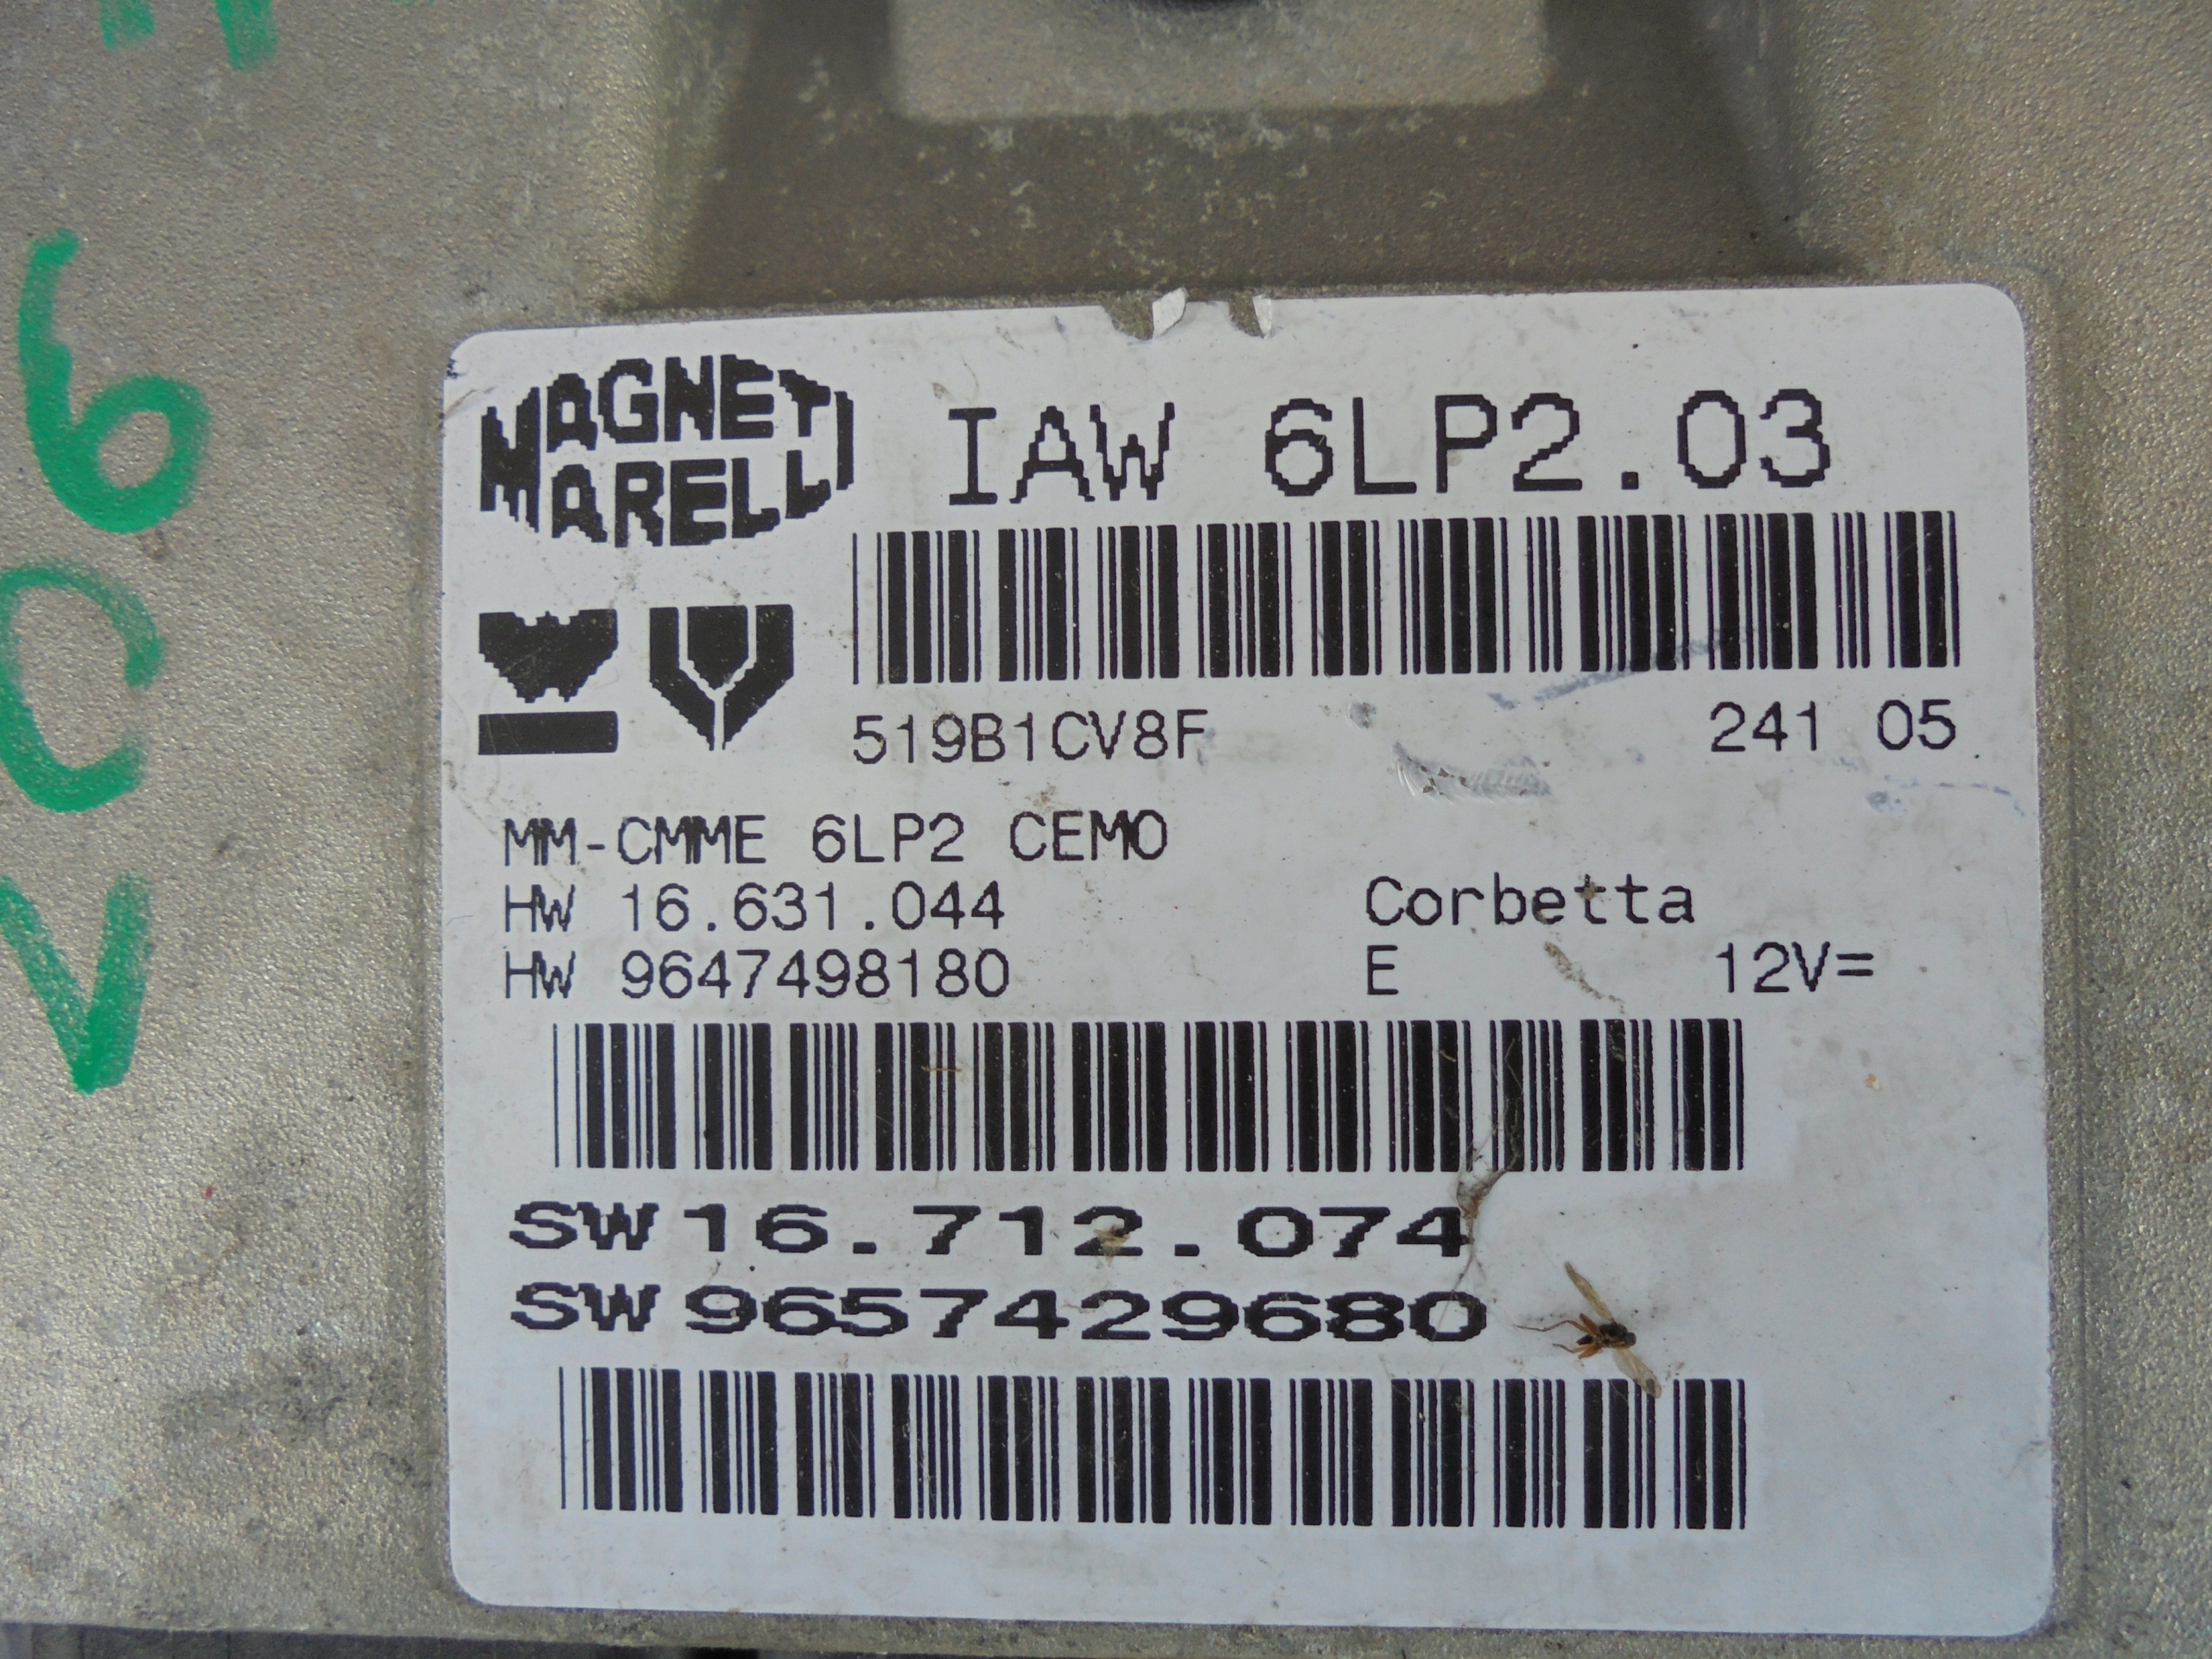 MAGNETI
MARELLI
IAW 6LP2.03
519B1CV8F 241 05
MM-CMME 6LP2 CEMO
HW 16.631.044 Corbetta
HW 9647498180 E 12V=
SW 16.712.074
SW 9657429680
6
C
V